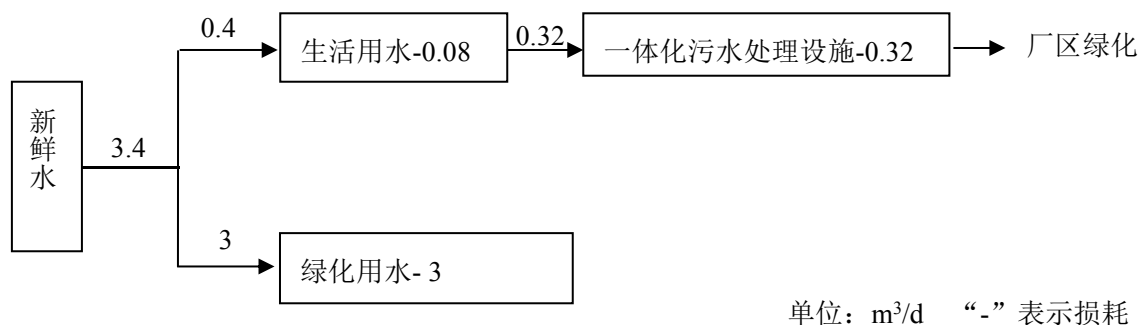 0.4
生活用水-0.08
0.32
一体化污水处理设施-0.32
厂区绿化
新鲜水
3.4
3
绿化用水- 3
单位：m³/d “-”表示损耗